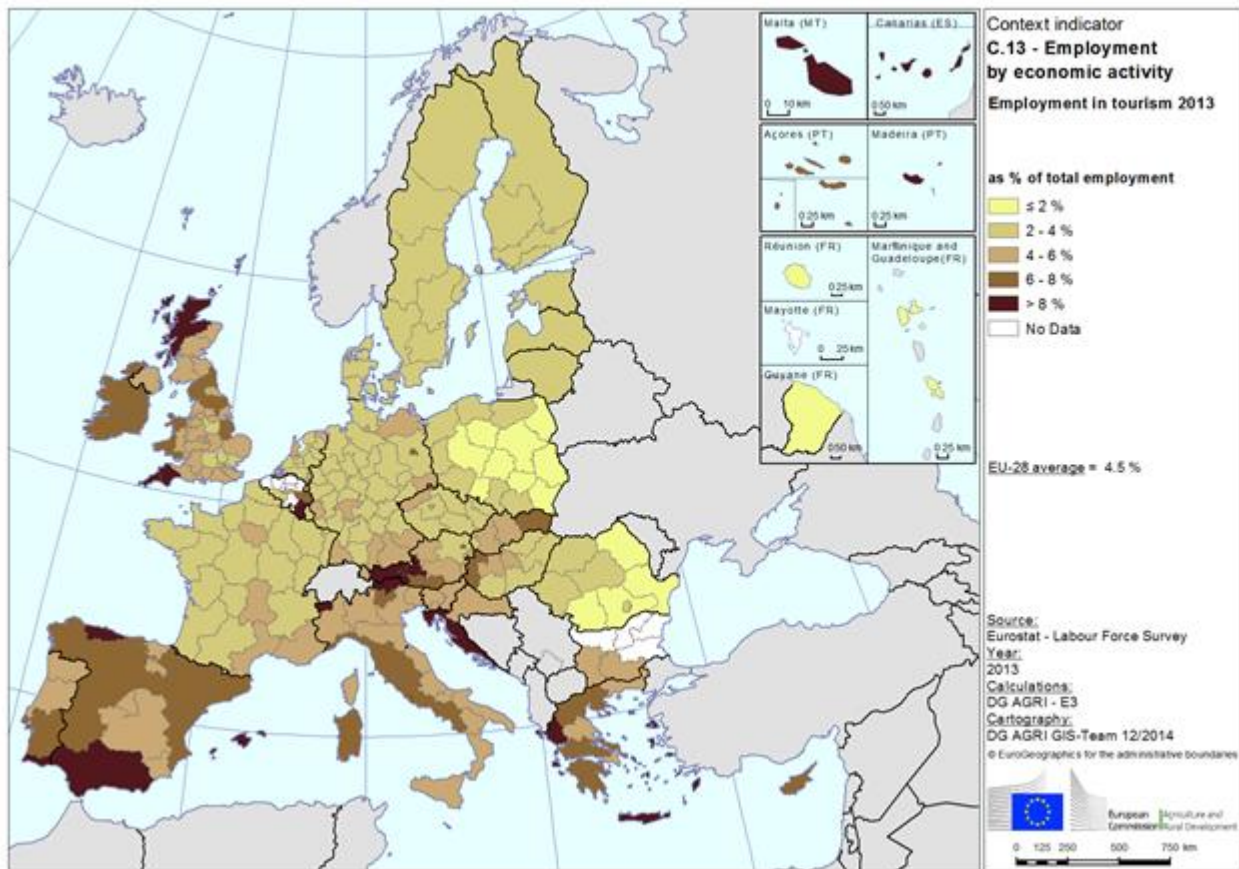 Malta (MT)
Canarias (ES)
0 10 km
0 50 km
Açores (PT)
Madeira (PT)
0 25 km
0 25 km
Réunion (FR)
Martinique and
Guadeloupe(FR)
0 25 km
Mayotte (FR)
0 25 km
Guyane (FR)
0 50 km
0 25 km
Context indicator
C.13 - Employment
by economic activity
Employment in tourism 2013
as % of total employment
≤ 2 %
2 - 4 %
4 - 6 %
6 - 8 %
> 8 %
No Data
EU-28 average = 4.5 %
Source:
Eurostat - Labour Force Survey
Year:
2013
Calculations:
DG AGRI - E3
Cartography:
DG AGRI GIS-Team 12/2014
© EuroGeographics for the administrative boundaries
European
Commission
Agriculture and
Rural Development
0 125 250 500 750 km